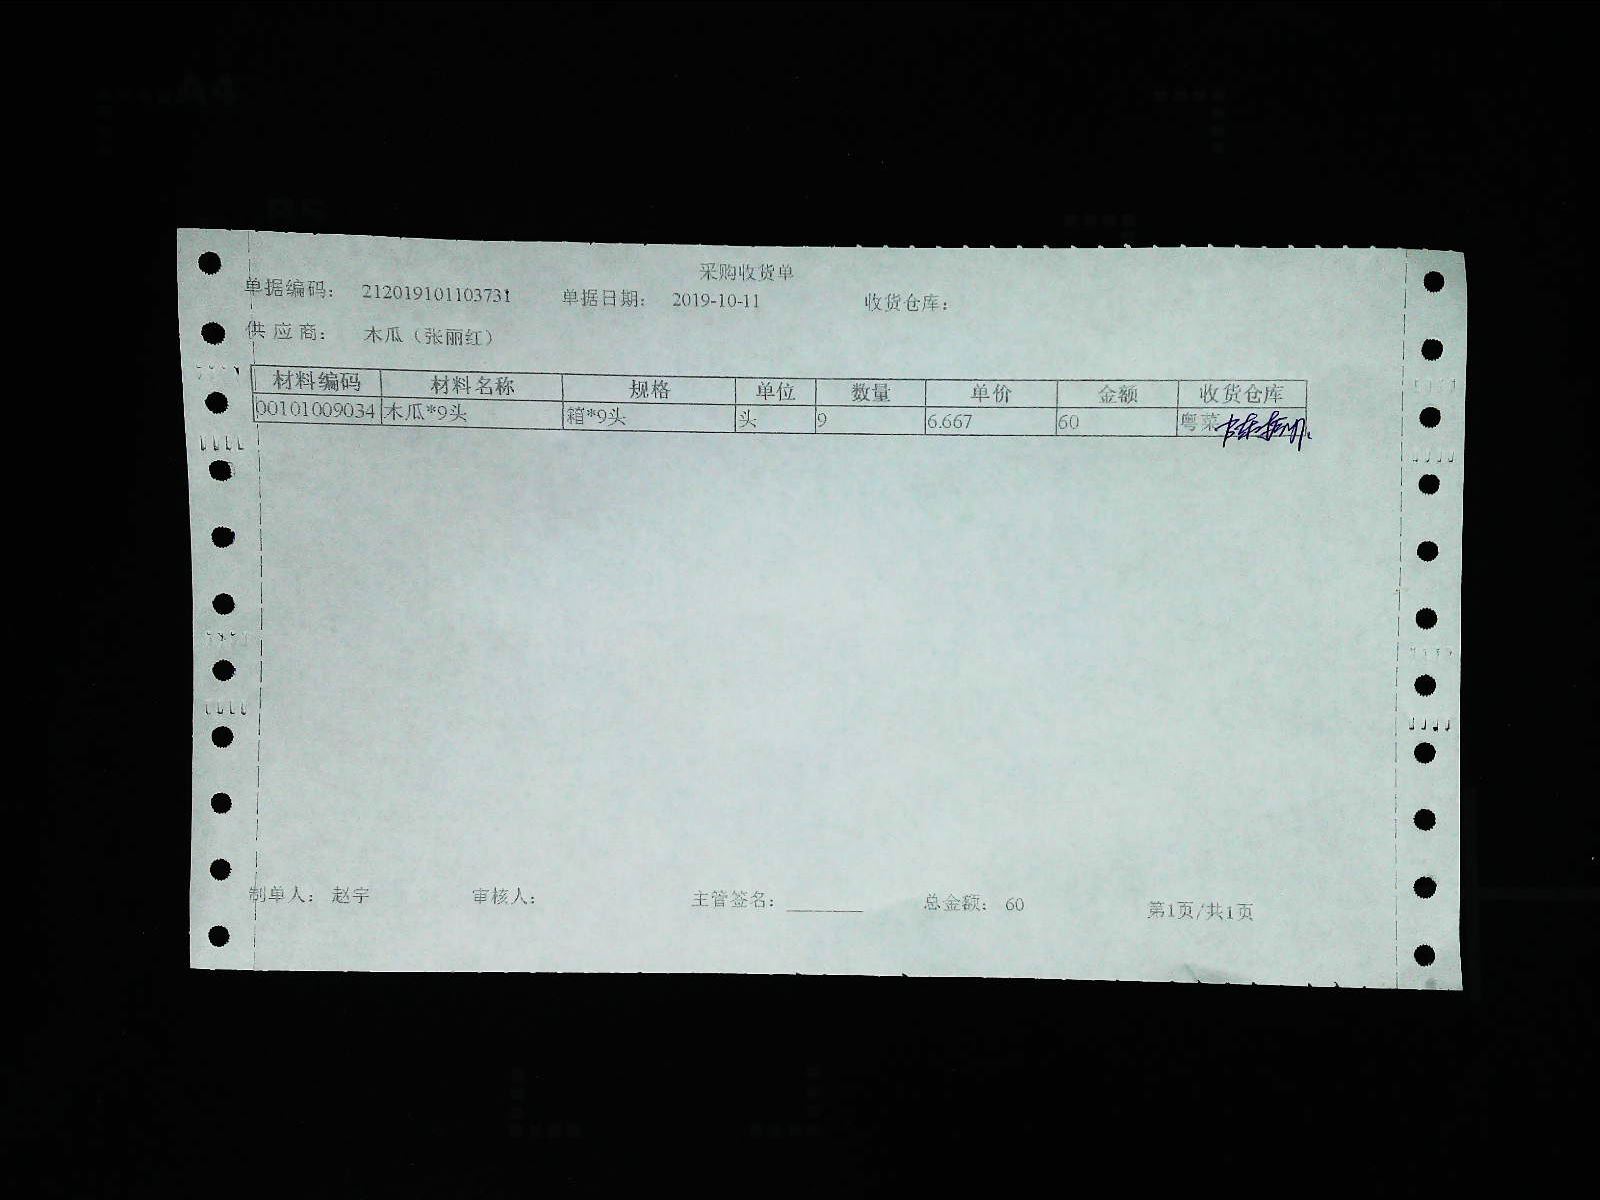 采购收货单
单据编码： 212019101103731 单据日期： 2019-10-11 收货仓库：
供应商： 木瓜（张丽红）
材料编码 材料名称 规格 单位 数量 单价 金额 收货仓库
00101009034 木瓜*9头 箱*9头 头 9 6.667 60 粤菜
制单人： 赵宇 审核人： 主管签名：________ 总金额： 60 第1页/共1页